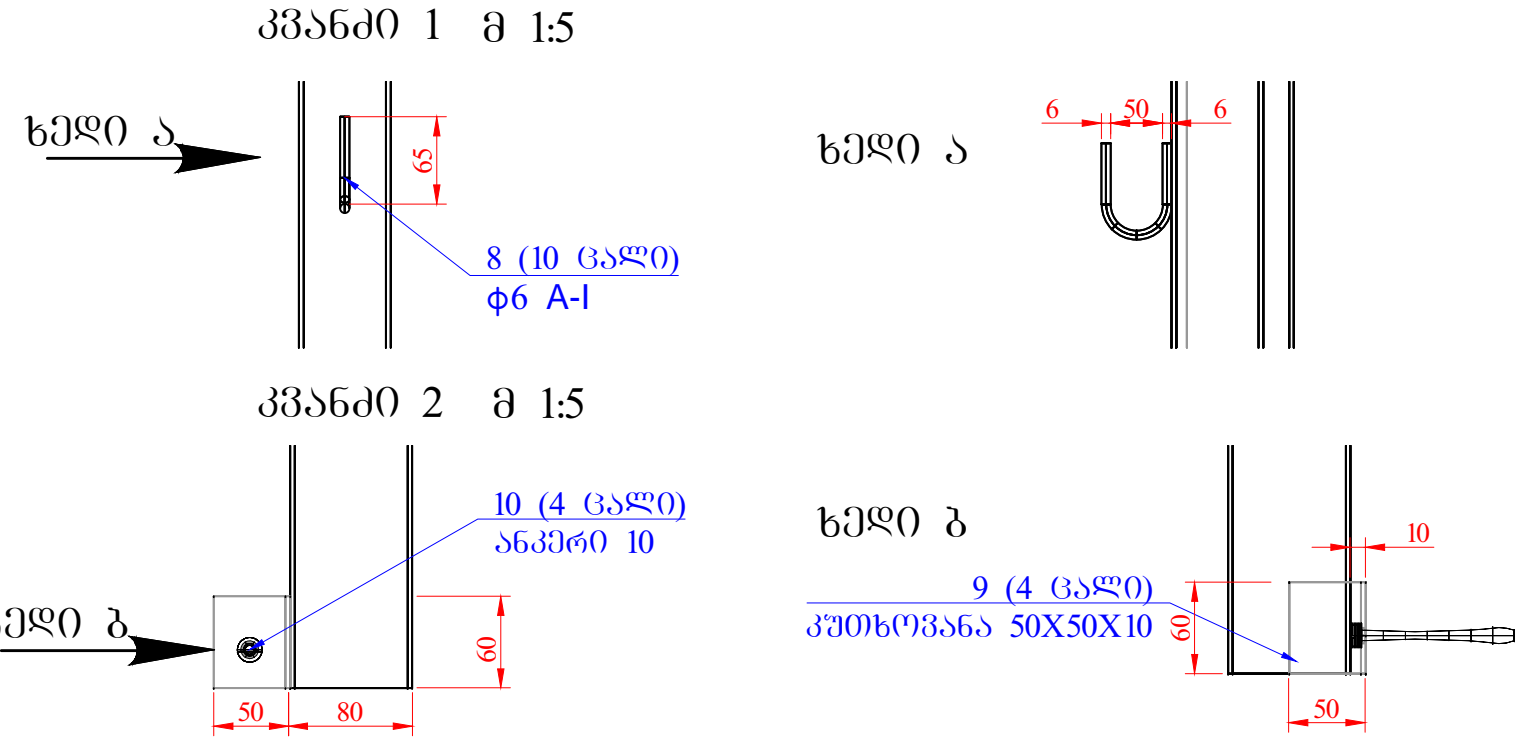 კვანძი 1 მ 1:5
ხედი ა
65
8 (10 ცალი)
ф6 A-I
ხედი ა
6 50 6
კვანძი 2 მ 1:5
10 (4 ცალი)
ანკერი 10
ხედი ბ
60
50 80
ხედი ბ
10
9 (4 ცალი)
კუთხოვანა 50X50X10
60
50